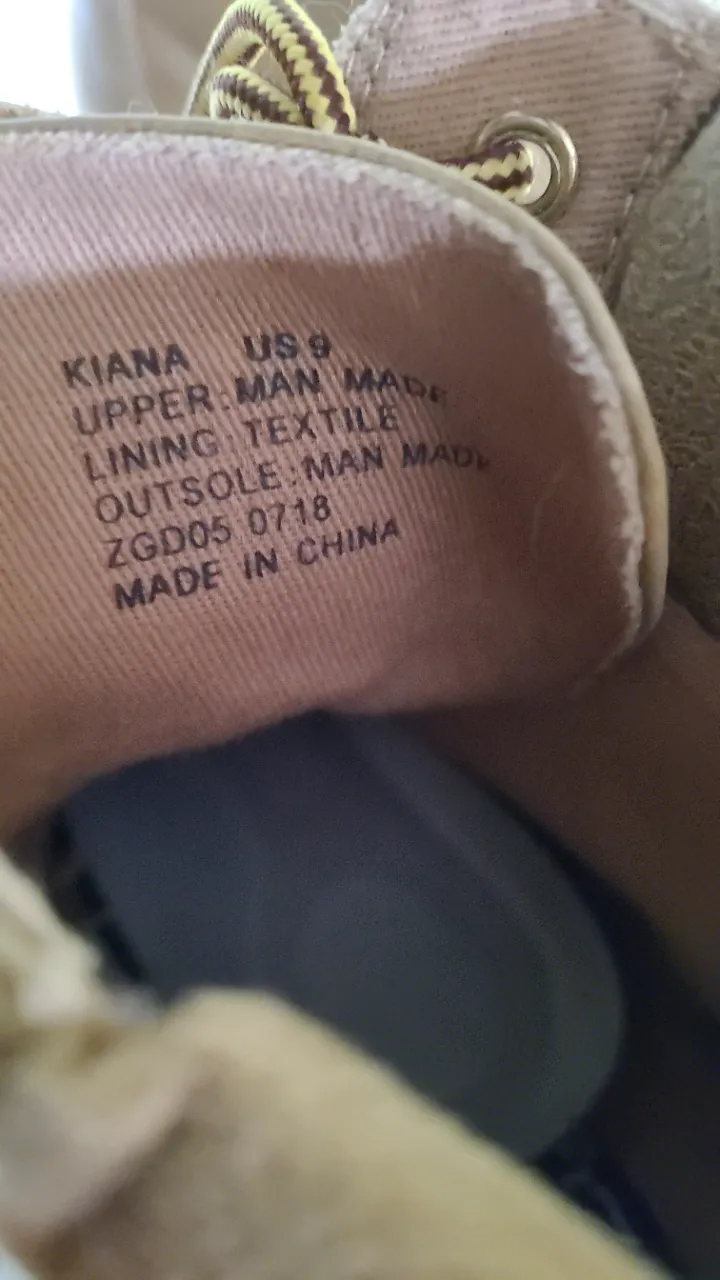 KIANA US 9
UPPER:MAN MADE
LINING:TEXTILE
OUTSOLE:MAN MADE
ZGD05 0718
MADE IN CHINA